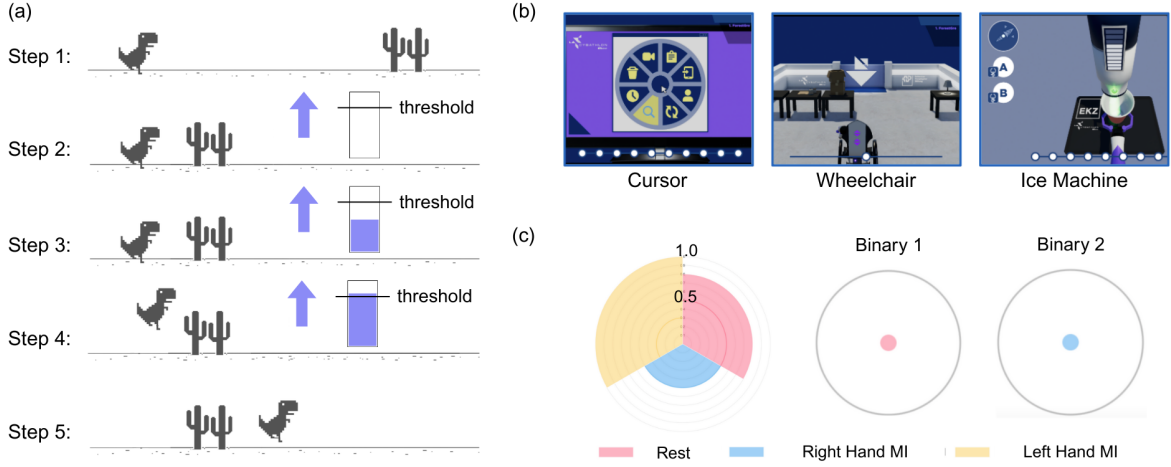 (a)
Step 1:
threshold
Step 2:
threshold
Step 3:
threshold
Step 4:
Step 5:
(b)
A
B
EKZ
Cursor
Wheelchair
Ice Machine
(c)
1.0
0.5
Binary 1
Binary 2
Rest
Right Hand MI
Left Hand MI